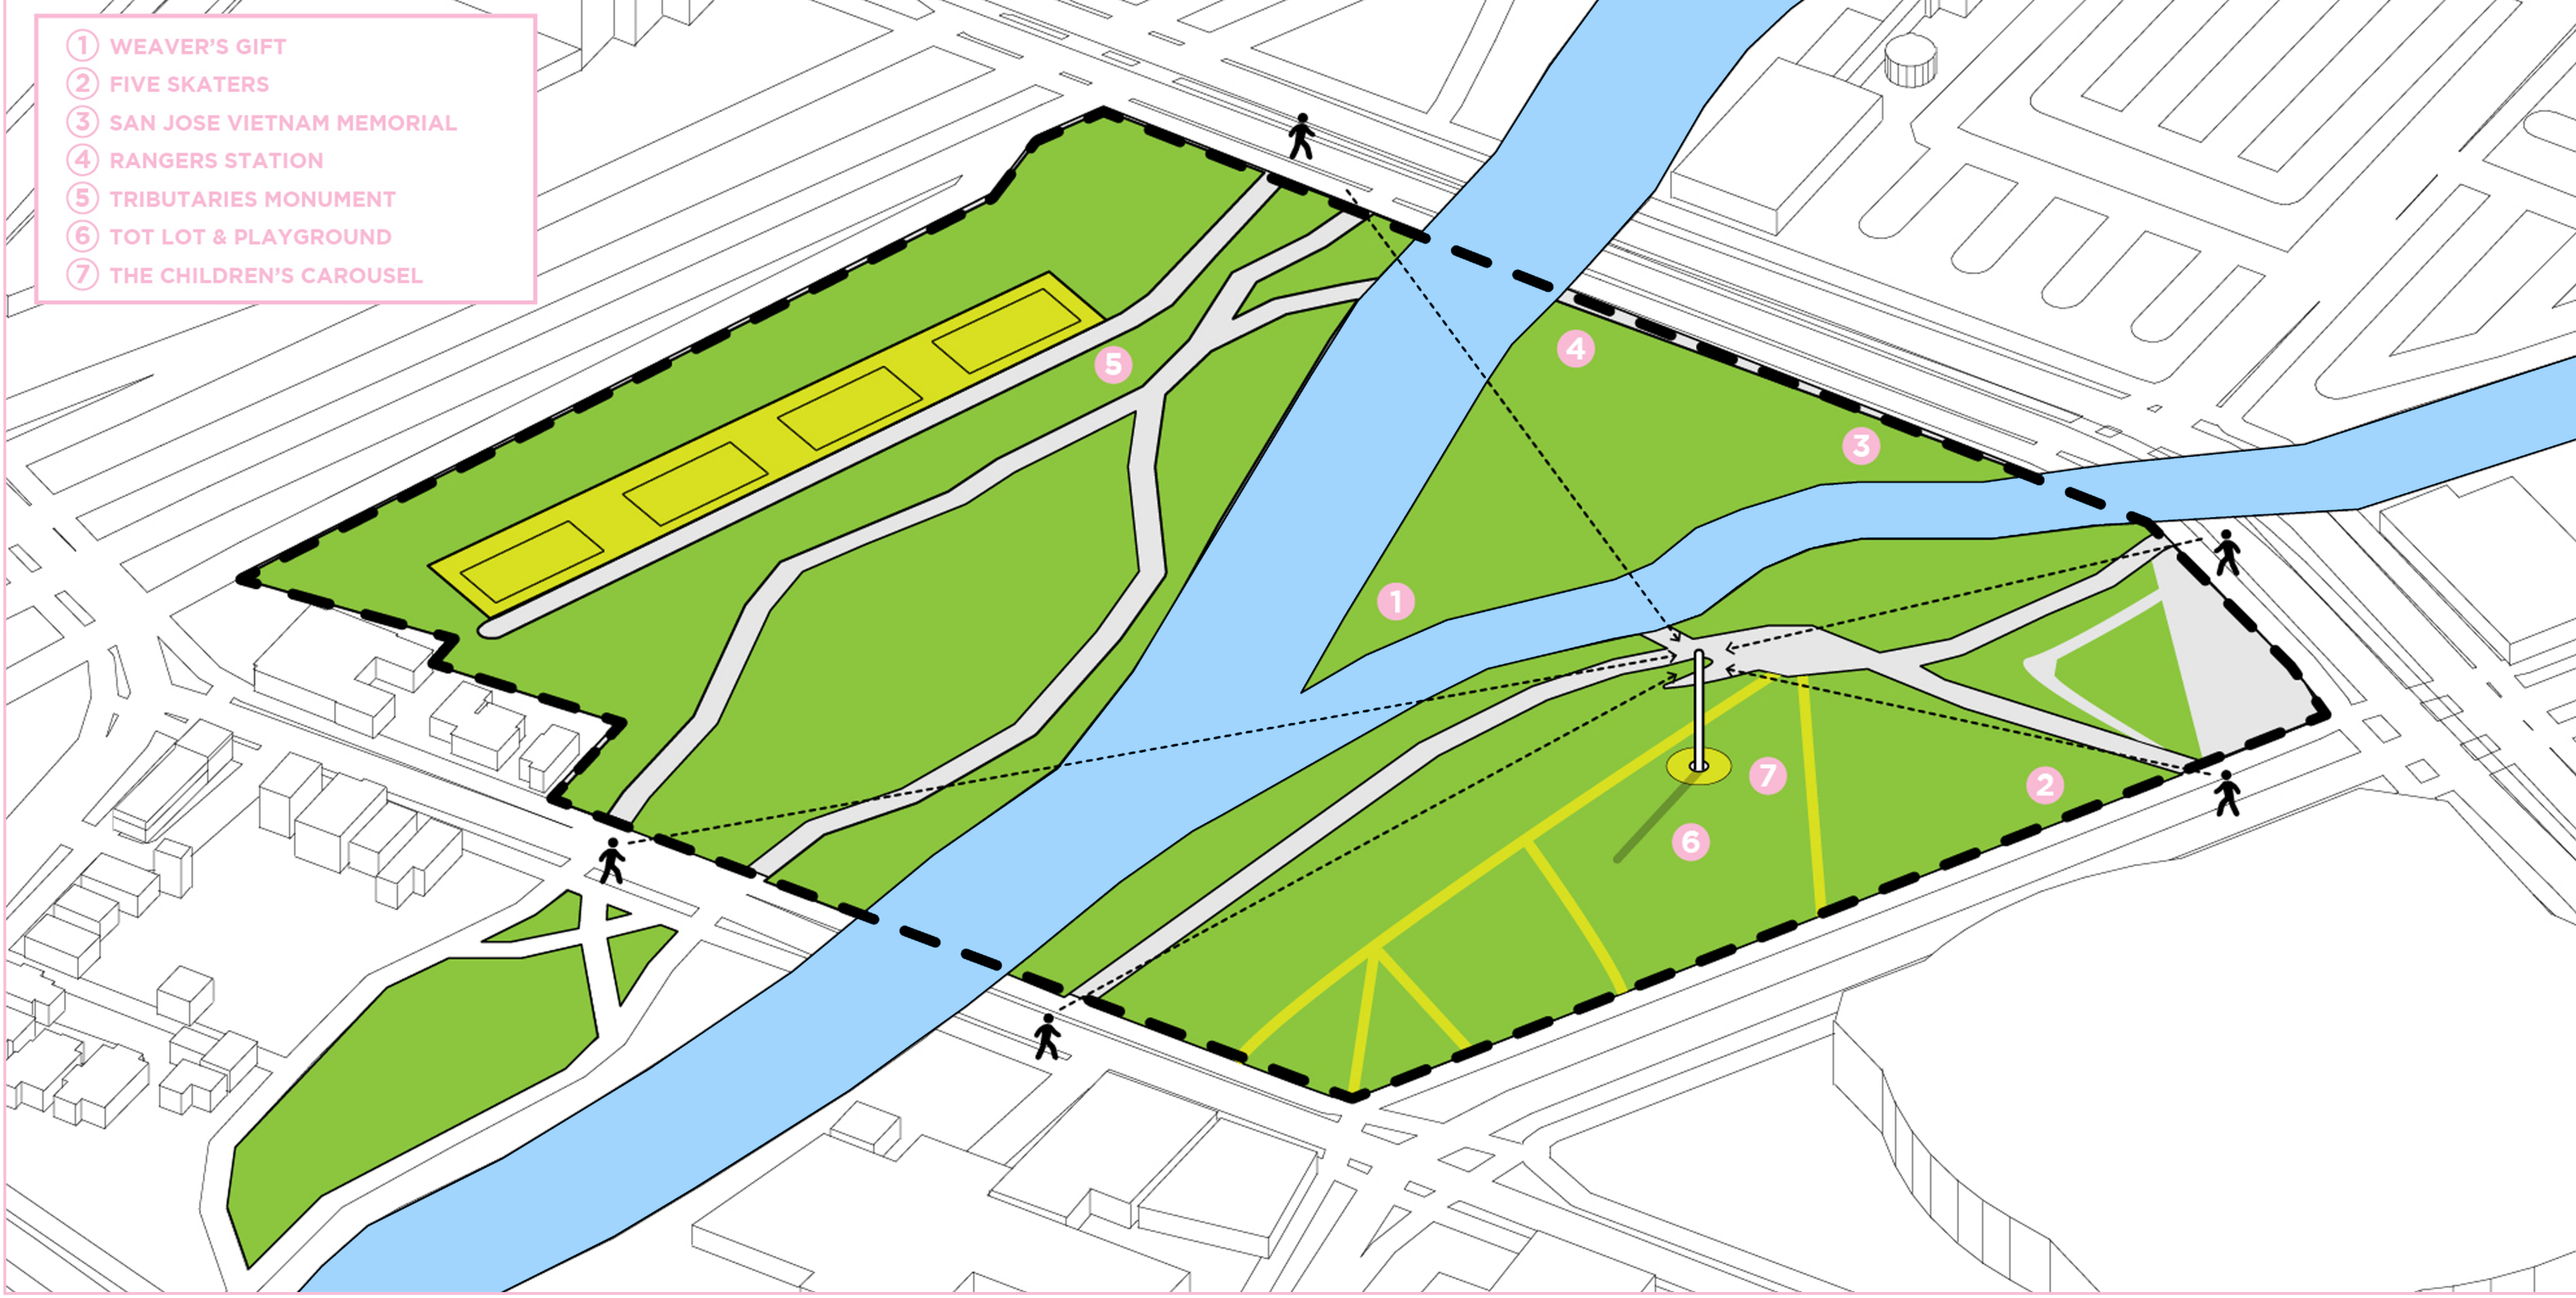 1 WEAVER'S GIFT
2 FIVE SKATERS
3 SAN JOSE VIETNAM MEMORIAL
4 RANGERS STATION
5 TRIBUTARIES MONUMENT
6 TOT LOT & PLAYGROUND
7 THE CHILDREN'S CAROUSEL
4
5
3
1
7
2
6